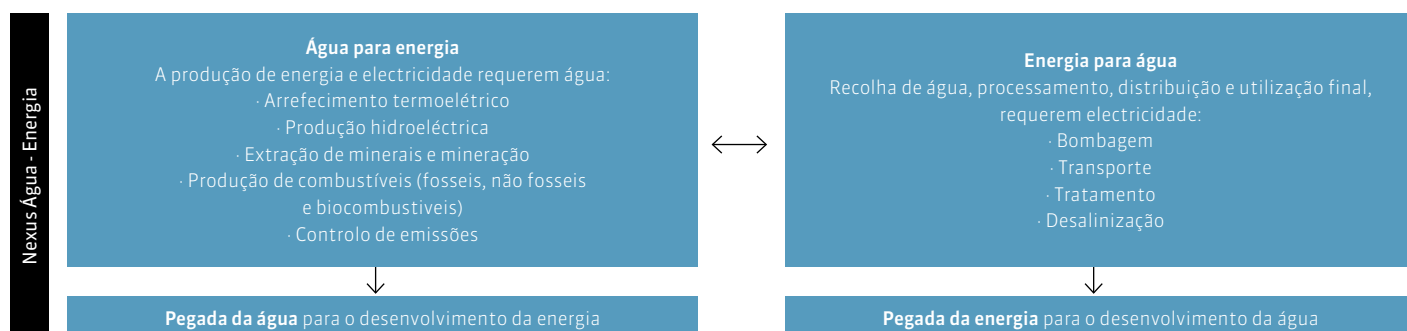 Nexus Água - Energia
Água para energia
A produção de energia e electricidade requerem água:
· Arrefecimento termoelétrico
· Produção hidroeléctrica
· Extração de minerais e mineração
· Produção de combustíveis (fosseis, não fosseis
e biocombustiveis)
· Controlo de emissões
Energia para água
Recolha de água, processamento, distribuição e utilização final,
requerem electricidade:
· Bombagem
· Transporte
· Tratamento
· Desalinização
Pegada da água para o desenvolvimento da energia
Pegada da energia para o desenvolvimento da água